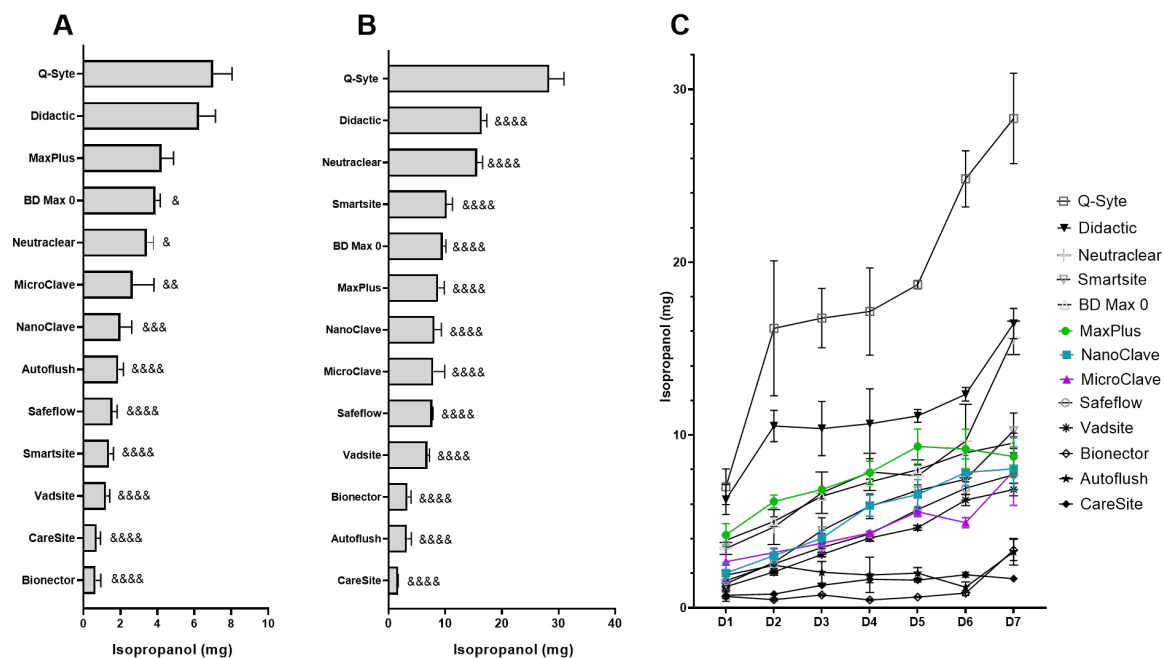 A
Q-Syte
Didactic
MaxPlus
BD Max 0
&
Neutraclear
&
MicroClave
&&
NanoClave
&&&
Autoflush
&&&&
Safeflow
&&&&
Smartsite
&&&&
Vadsite
&&&&
CareSite
&&&&
Bionector
&&&&
0 2 4 6 8 10
Isopropanol (mg)
B
Q-Syte
Didactic
&&&&
Neutraclear
&&&&
Smartsite
&&&&
BD Max 0
&&&&
MaxPlus
&&&&
NanoClave
&&&&
MicroClave
&&&&
Safeflow
&&&&
Vadsite
&&&&
Bionector
&&&&
Autoflush
&&&&
CareSite
&&&&
0 10 20 30 40
Isopropanol (mg)
C
Isopropanol (mg)
30
20
10
0
D1 D2 D3 D4 D5 D6 D7
Q-Syte
Didactic
Neutraclear
Smartsite
BD Max 0
MaxPlus
NanoClave
MicroClave
Safeflow
Vadsite
Bionector
Autoflush
CareSite